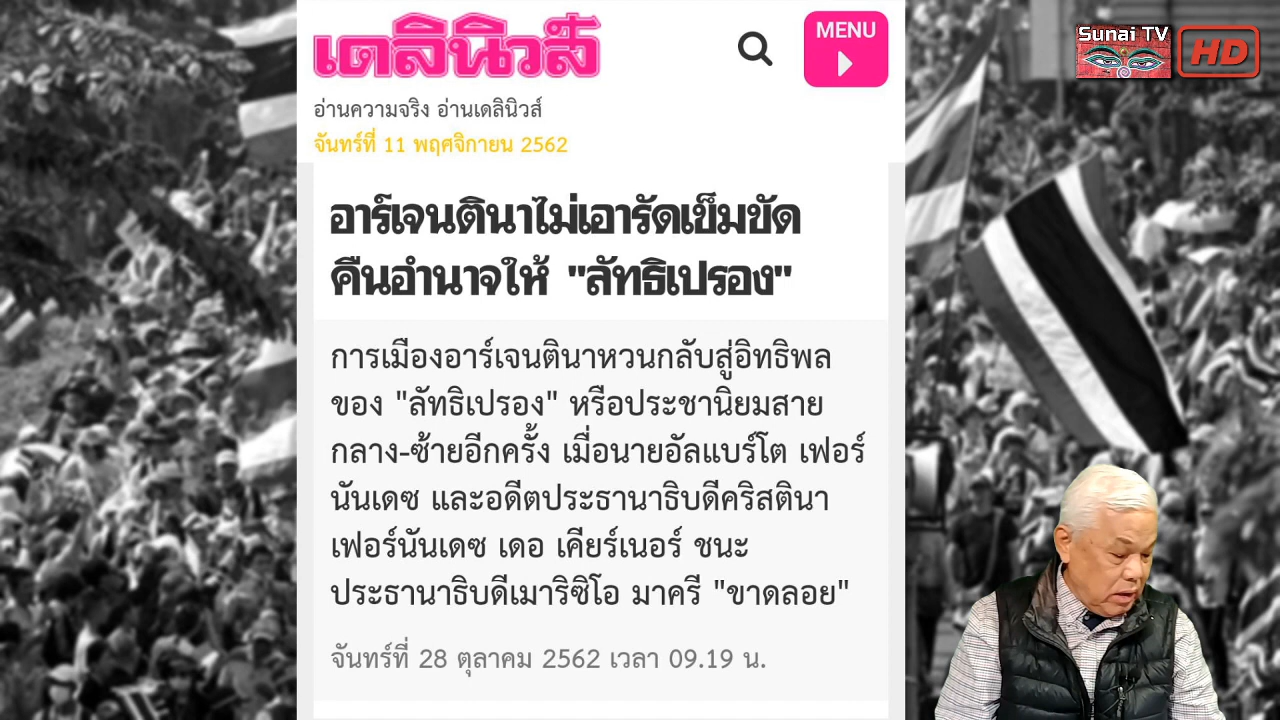 เดลินิวส์
MENU
Sunai TV
HD
อ่านความจริง อ่านเดลินิวส์
จันทร์ที่ 11 พฤศจิกายน 2562
อาร์เจนตินาไม่เอารัดเข็มขัด
คืนอำนาจให้ "ลัทธิเปรอง"
การเมืองอาร์เจนตินาหวนกลับสู่อิทธิพล
ของ "ลัทธิเปรอง" หรือประชานิยมสาย
กลาง-ซ้ายอีกครั้ง เมื่อนายอัลแบร์โต เฟอร์
นันเดซ และอดีตประธานาธิบดีคริสตินา
เฟอร์นันเดซ เดอ เคียร์เนอร์ ชนะ
ประธานาธิบดีเมาริซิโอ มาครี "ขาดลอย"
จันทร์ที่ 28 ตุลาคม 2562 เวลา 09.19 น.